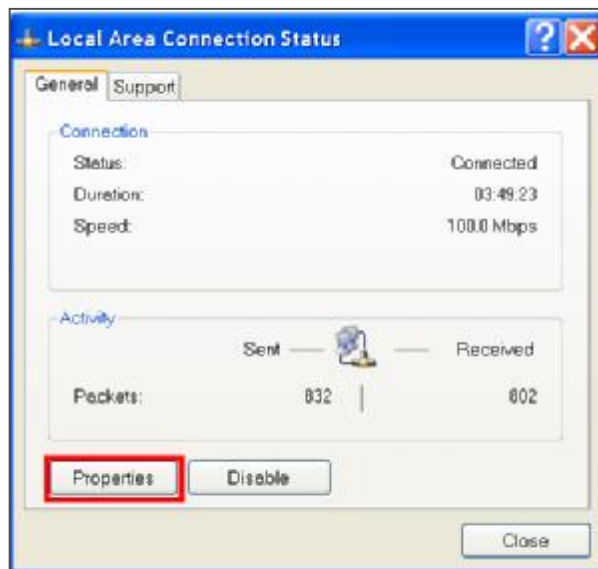 Local Area Connection Status
General Support
Connection
Status: Connected
Duration: 03:49:23
Speed: 100.0 Mbps
Activity
Sent Received
Packets: 832 802
Properties Disable
Close